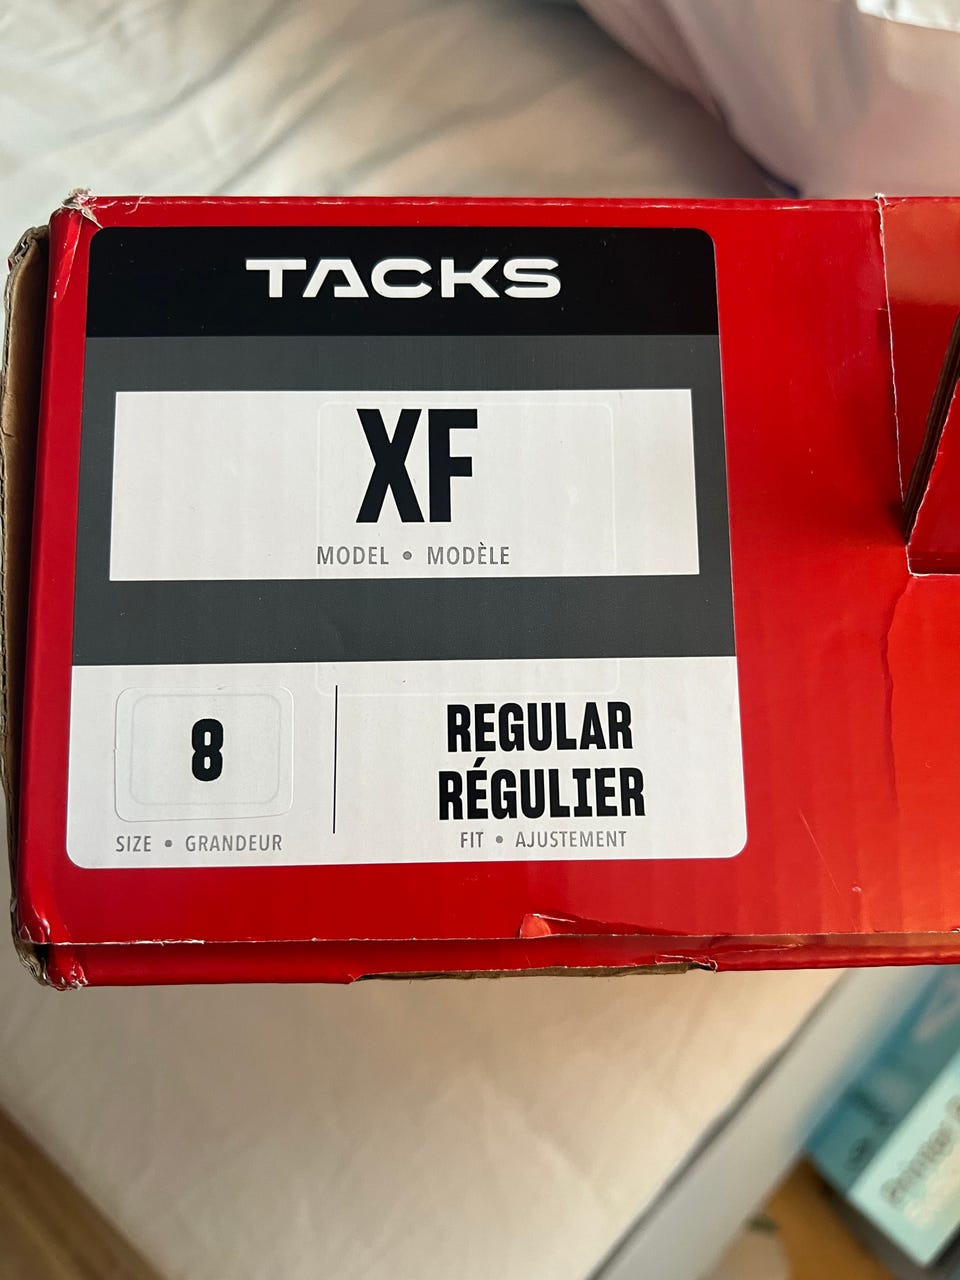 TACKS
XF
MODEL • MODÈLE
8
SIZE • GRANDEUR
REGULAR
RÉGULIER
FIT • AJUSTEMENT